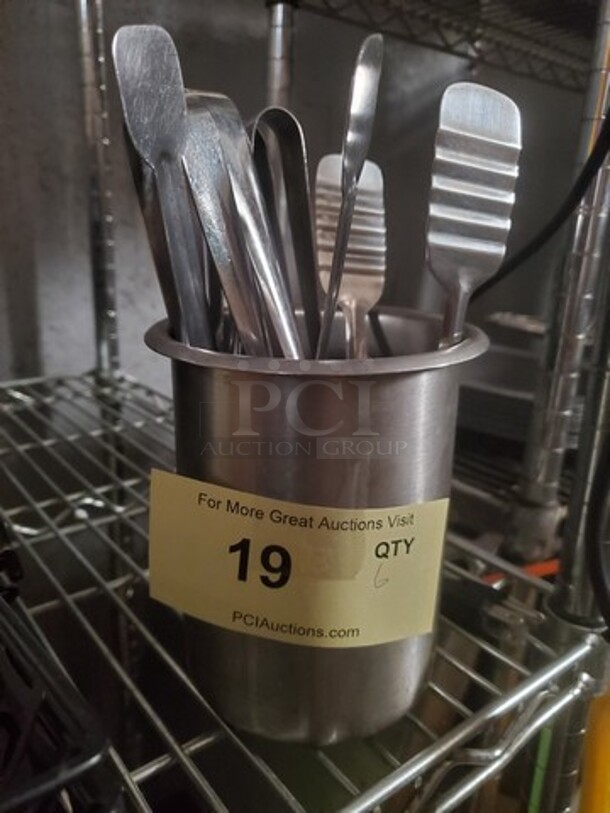 PCI
AUCTION GROUP
For More Great Auctions Visit
19 QTY
6
PCIAuctions.com